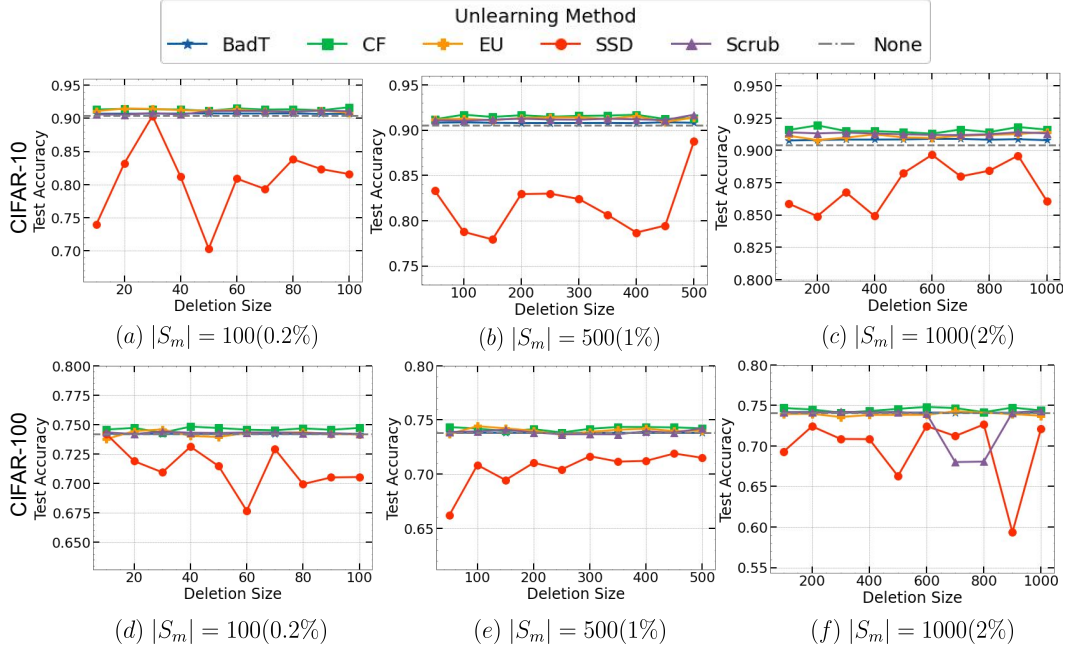 Unlearning Method
BadT CF EU SSD Scrub None
CIFAR-10
Test Accuracy
0.95
0.90
0.85
0.80
0.75
0.70
20 40 60 80 100
Deletion Size
(a) |S_m| = 100(0.2%)
Test Accuracy
0.95
0.90
0.85
0.80
0.75
100 200 300 400 500
Deletion Size
(b) |S_m| = 500(1%)
Test Accuracy
0.950
0.925
0.900
0.875
0.850
0.825
0.800
200 400 600 800 1000
Deletion Size
(c) |S_m| = 1000(2%)
CIFAR-100
Test Accuracy
0.800
0.775
0.750
0.725
0.700
0.675
0.650
20 40 60 80 100
Deletion Size
(d) |S_m| = 100(0.2%)
Test Accuracy
0.80
0.75
0.70
0.65
100 200 300 400 500
Deletion Size
(e) |S_m| = 500(1%)
Test Accuracy
0.80
0.75
0.70
0.65
0.60
0.55
200 400 600 800 1000
Deletion Size
(f) |S_m| = 1000(2%)